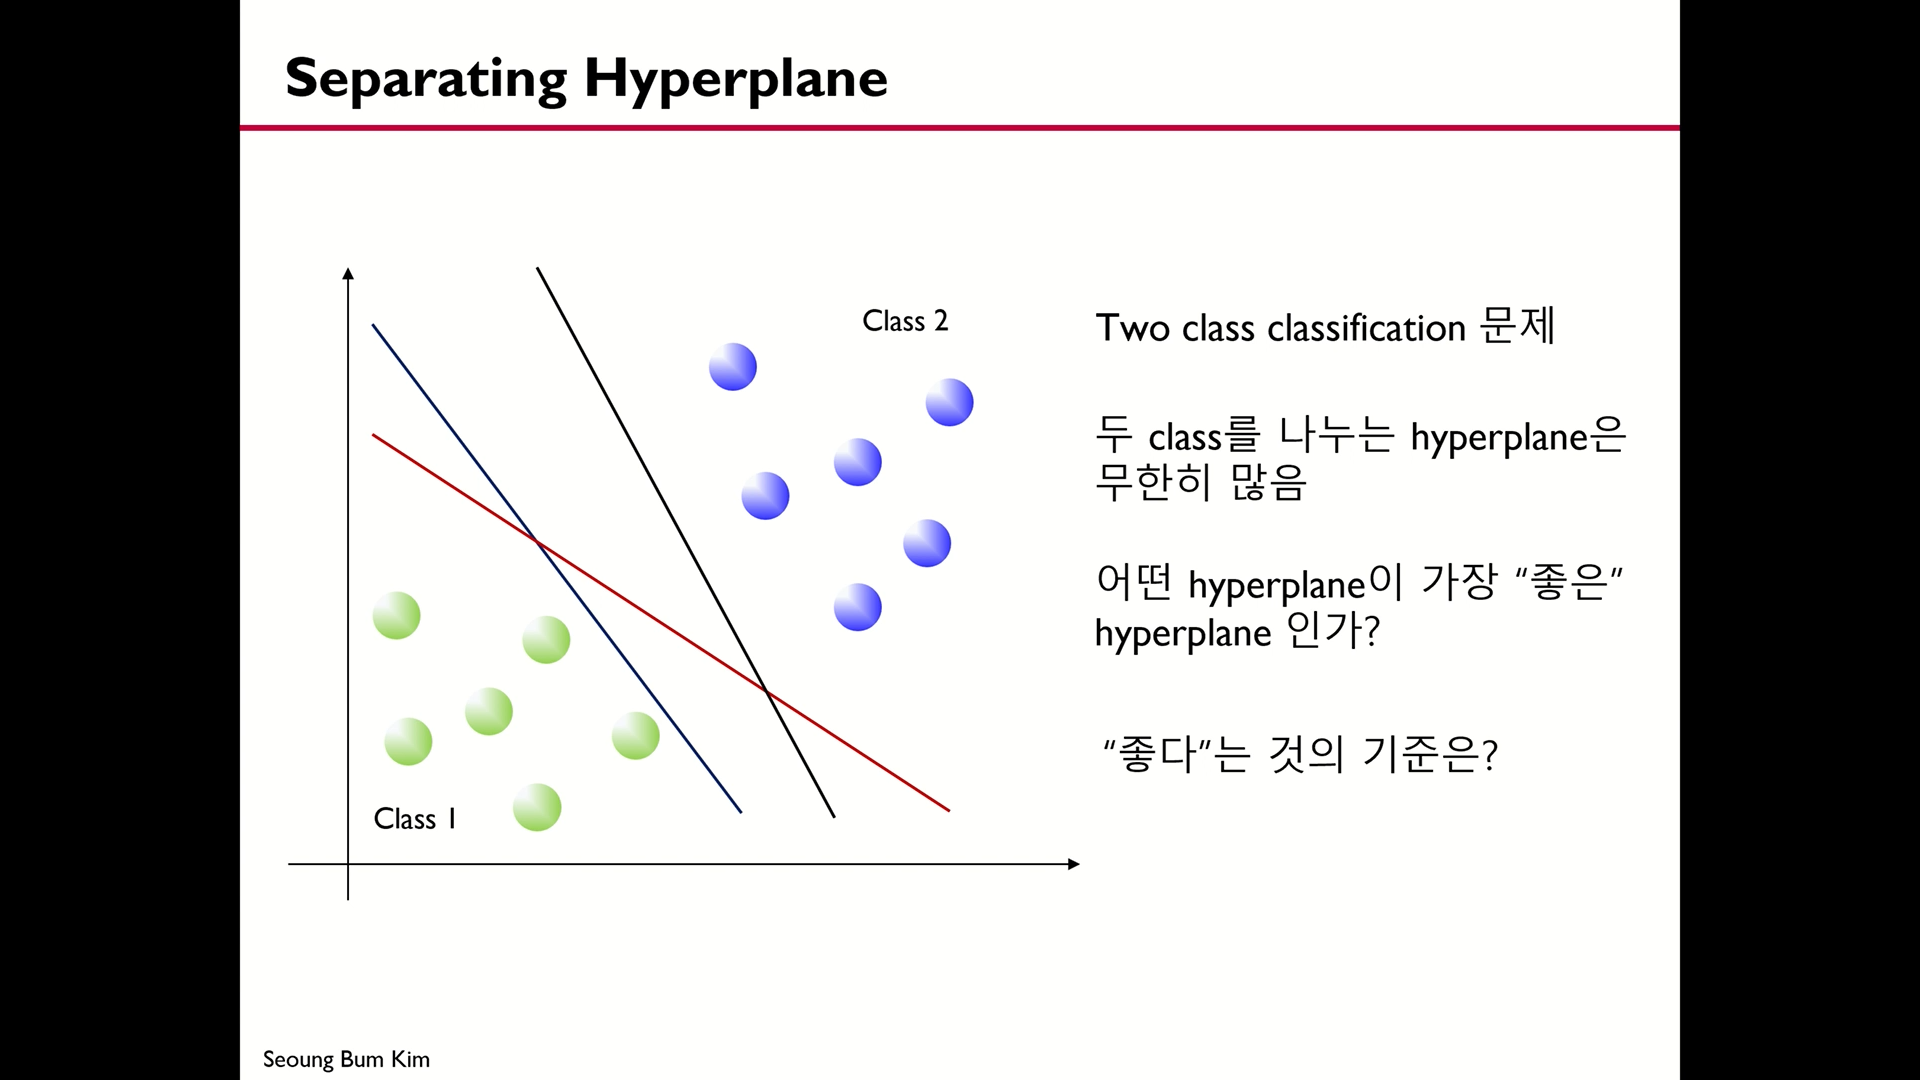 Separating Hyperplane
Class 2
Class 1
Two class classification 문제
두 class를 나누는 hyperplane은
무한히 많음
어떤 hyperplane이 가장 “좋은”
hyperplane 인가?
“좋다”는 것의 기준은?
Seoung Bum Kim